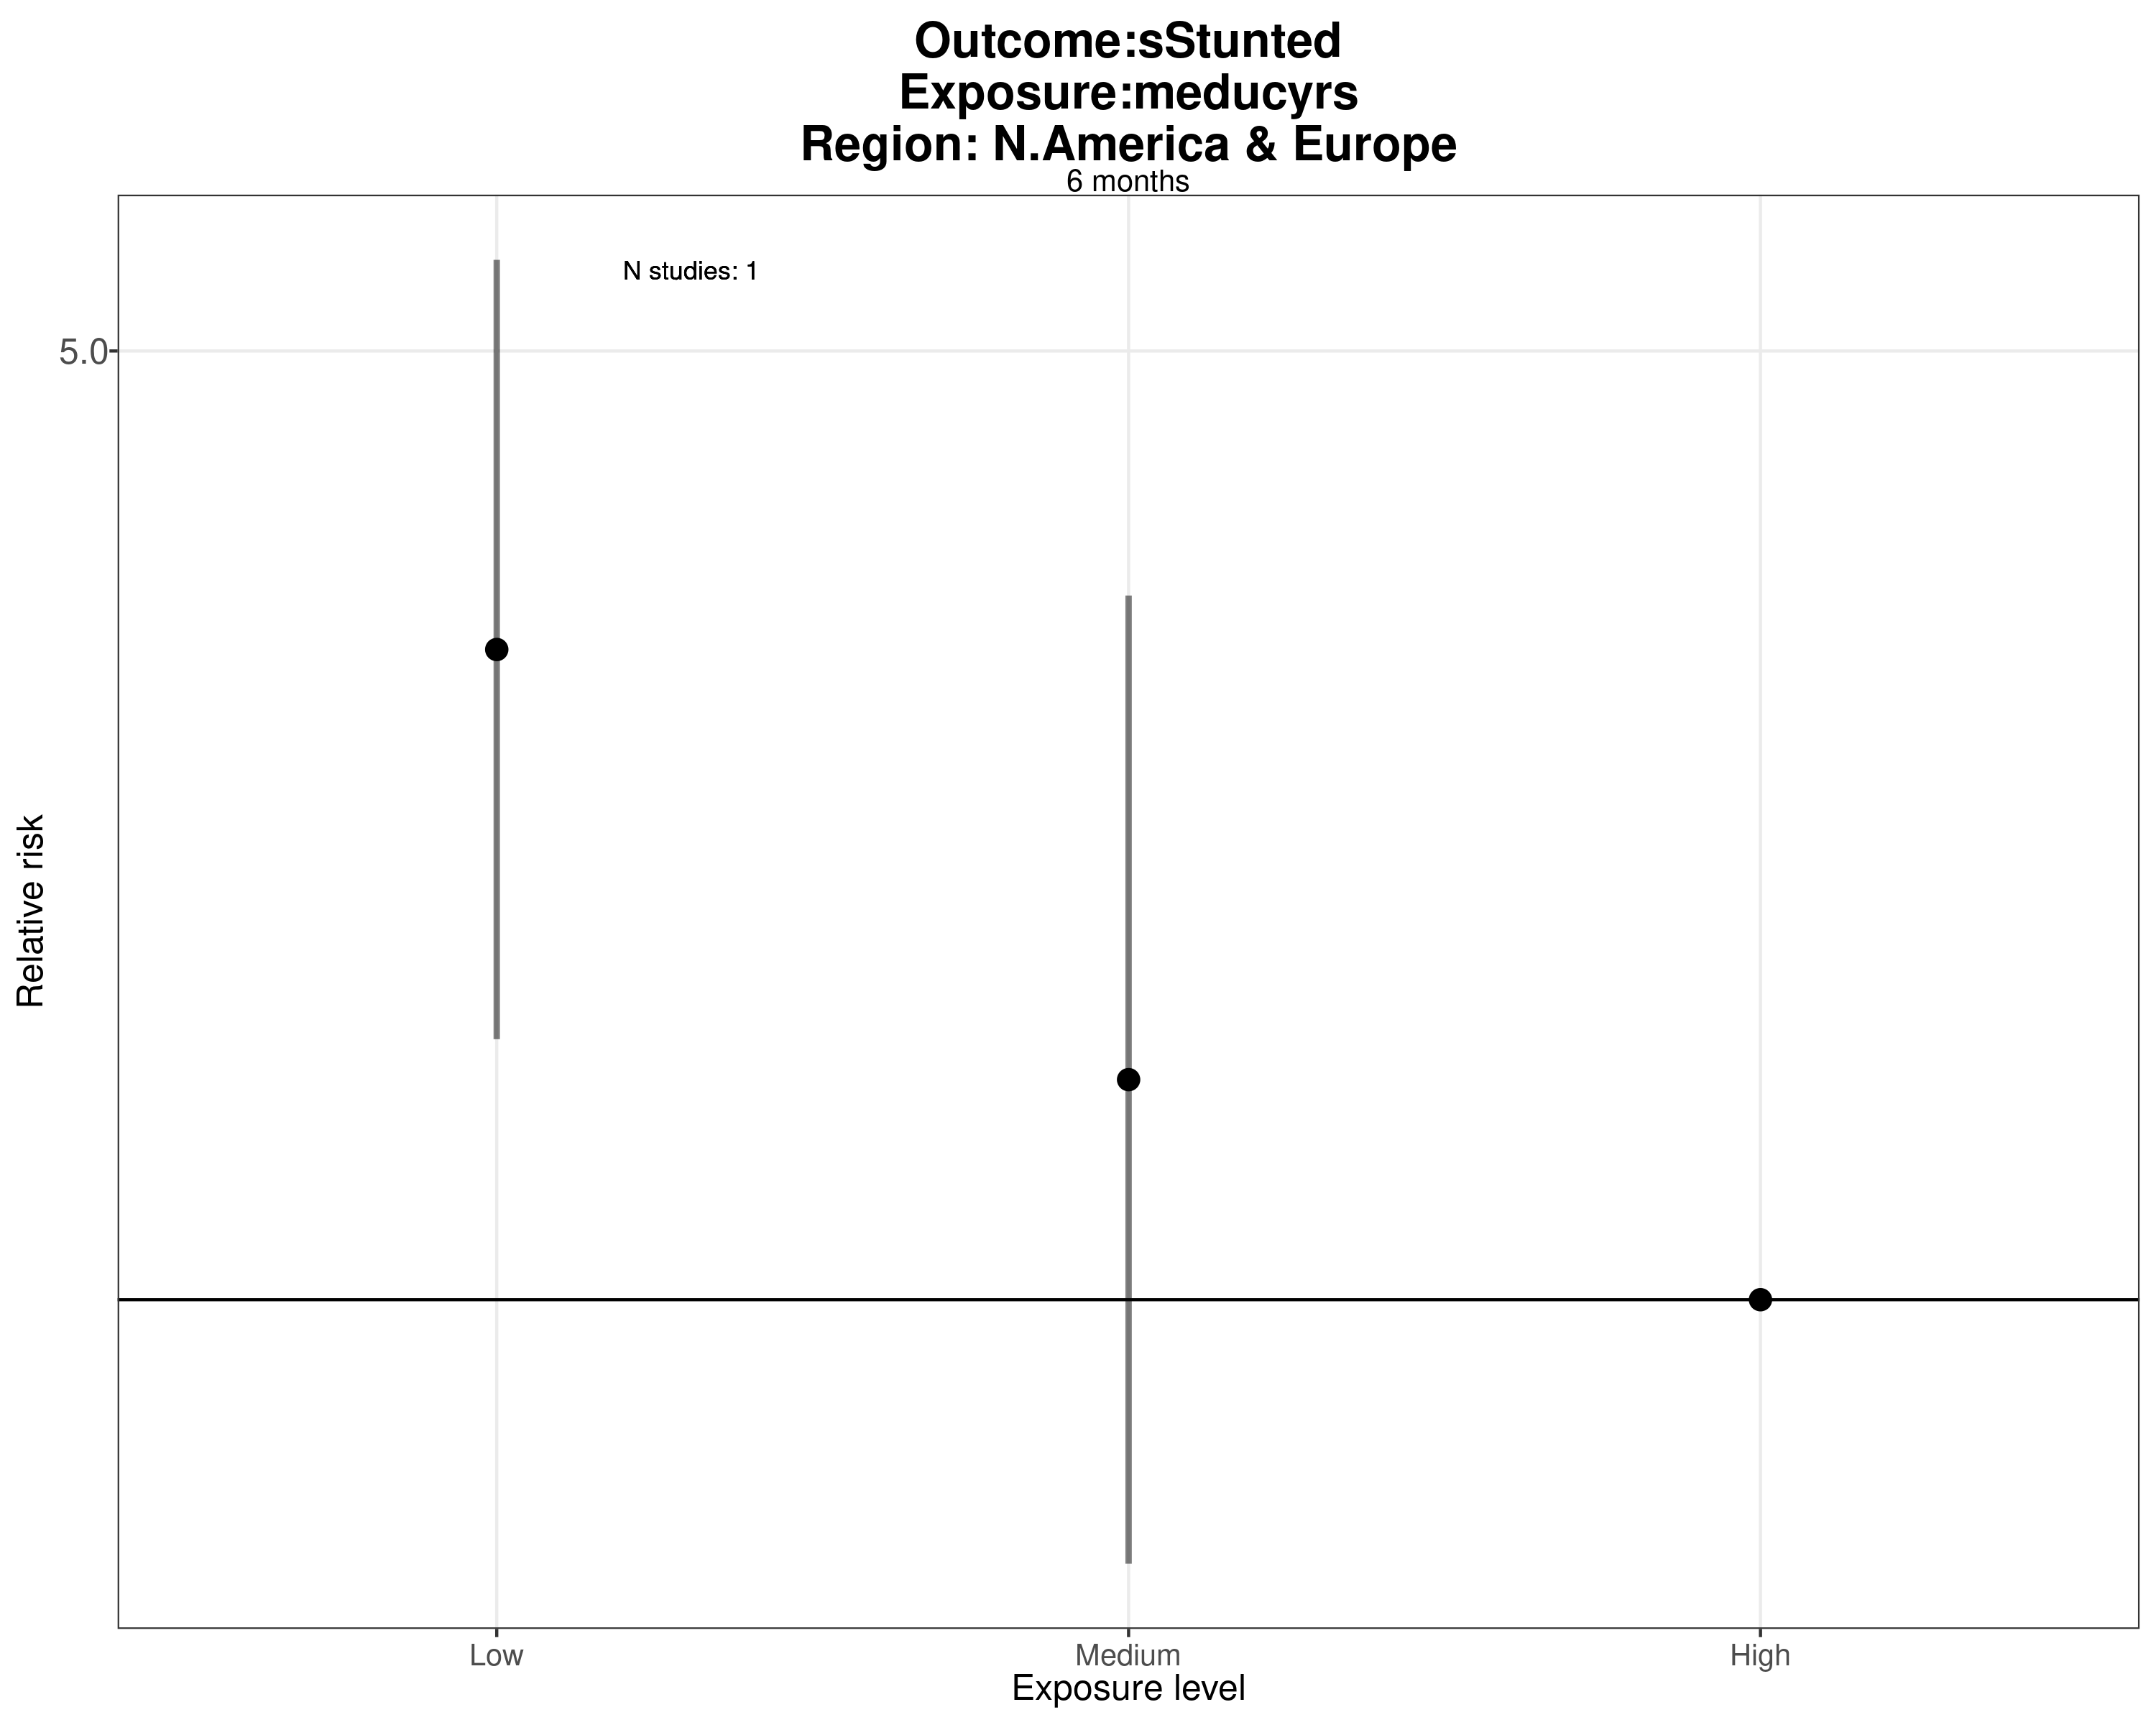 Outcome:sStunted
Exposure:meducyrs
Region: N.America & Europe
6 months
N studies: 1
5.0
Relative risk
Low
Medium
High
Exposure level